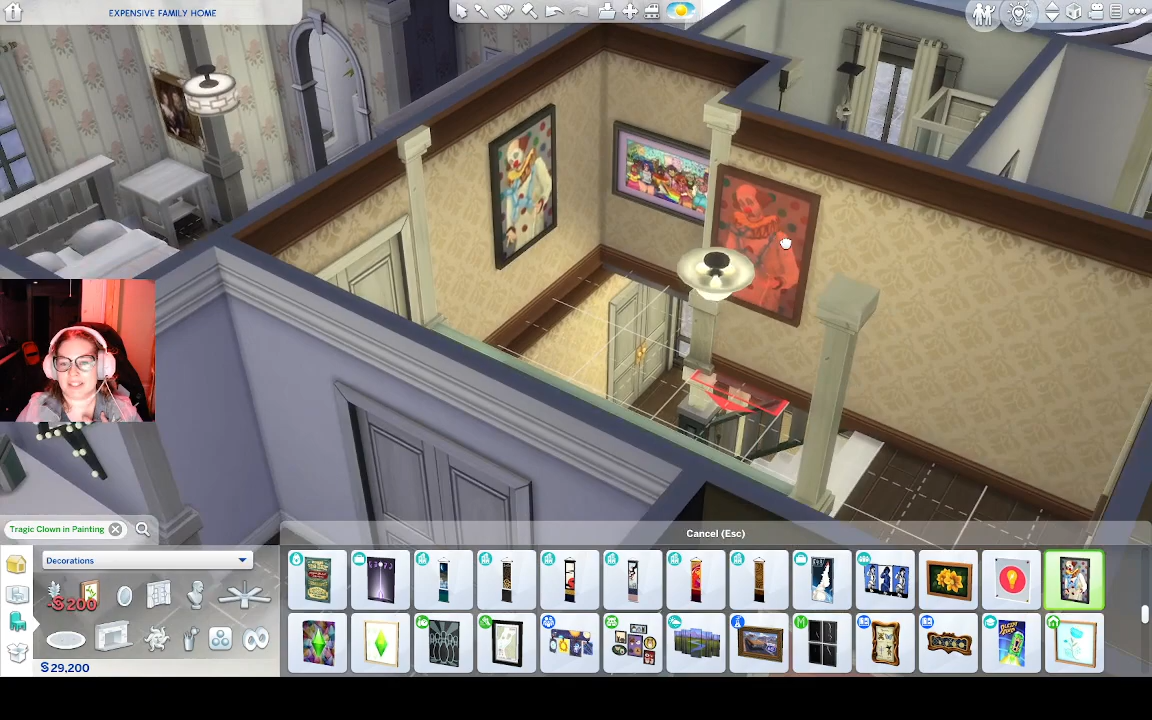 EXPENSIVE FAMILY HOME
Cancel (Esc)
Tragic Clown in Painting
Decorations
-§200
§29,200